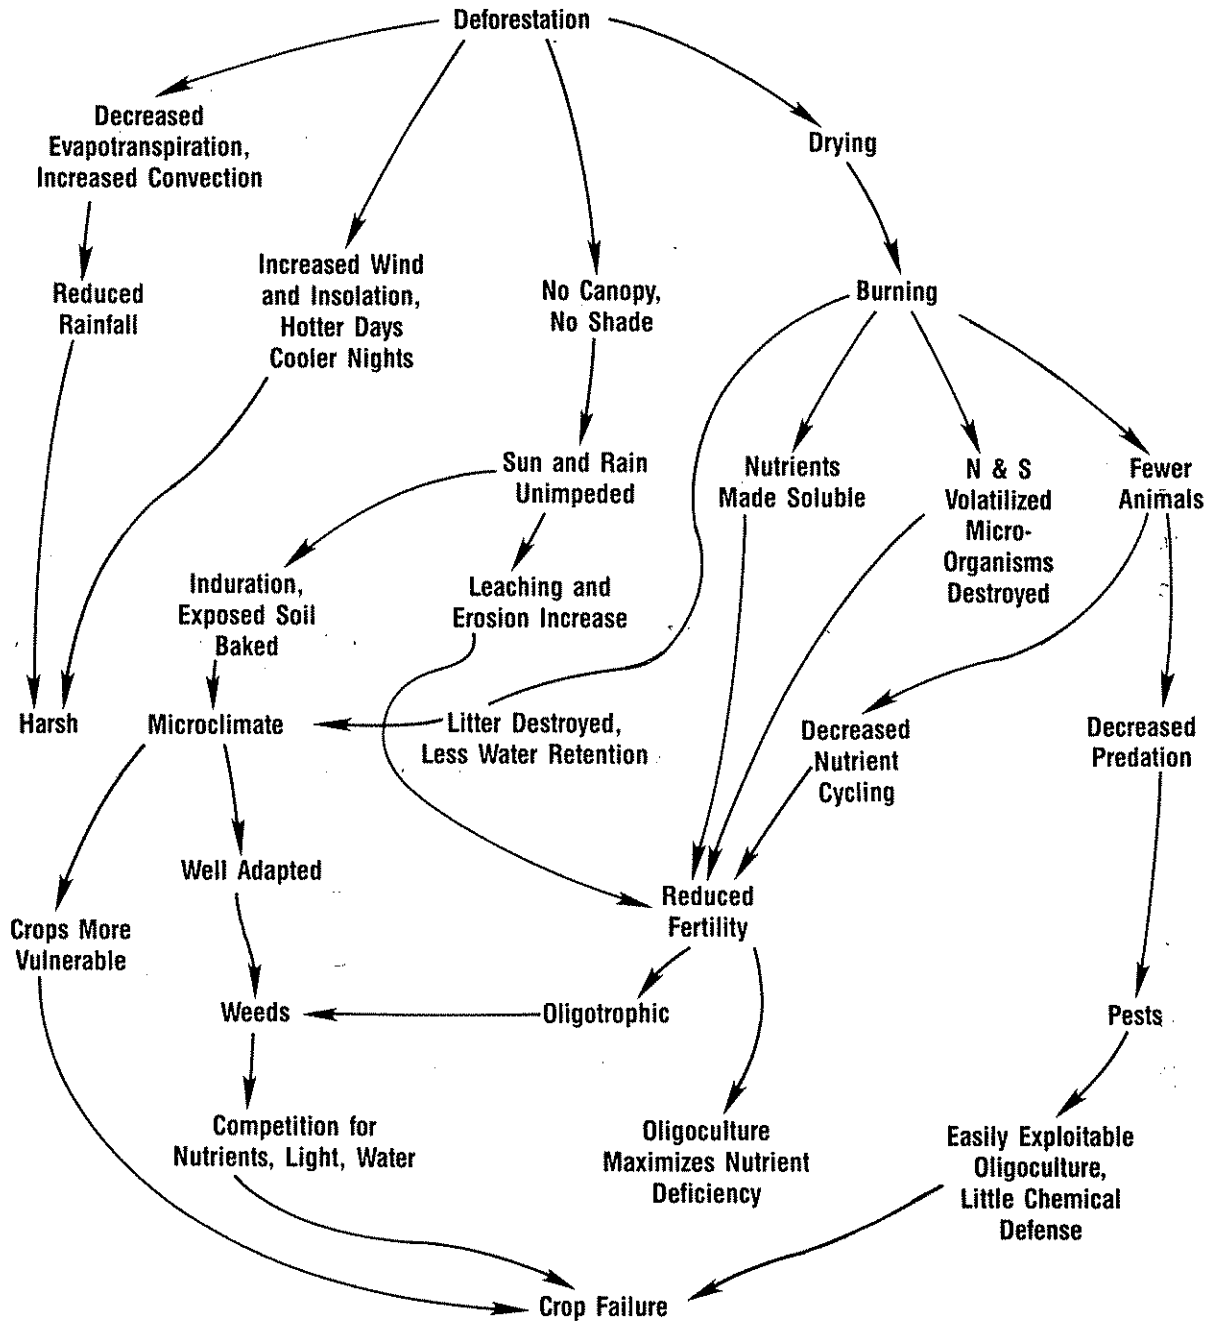 Deforestation
Decreased
Evapotranspiration,
Increased Convection
Drying
Reduced
Rainfall
Increased Wind
and Insolation,
Hotter Days
Cooler Nights
No Canopy,
No Shade
Burning
Sun and Rain
Unimpeded
Nutrients
Made Soluble
N & S
Volatilized
Micro-
Organisms
Destroyed
Fewer
Animals
Induration,
Exposed Soil
Baked
Leaching and
Erosion Increase
Harsh
Microclimate
Litter Destroyed,
Less Water Retention
Decreased
Nutrient
Cycling
Decreased
Predation
Well Adapted
Crops More
Vulnerable
Reduced
Fertility
Weeds
Oligotrophic
Pests
Competition for
Nutrients, Light, Water
Oligoculture
Maximizes Nutrient
Deficiency
Easily Exploitable
Oligoculture,
Little Chemical
Defense
Crop Failure